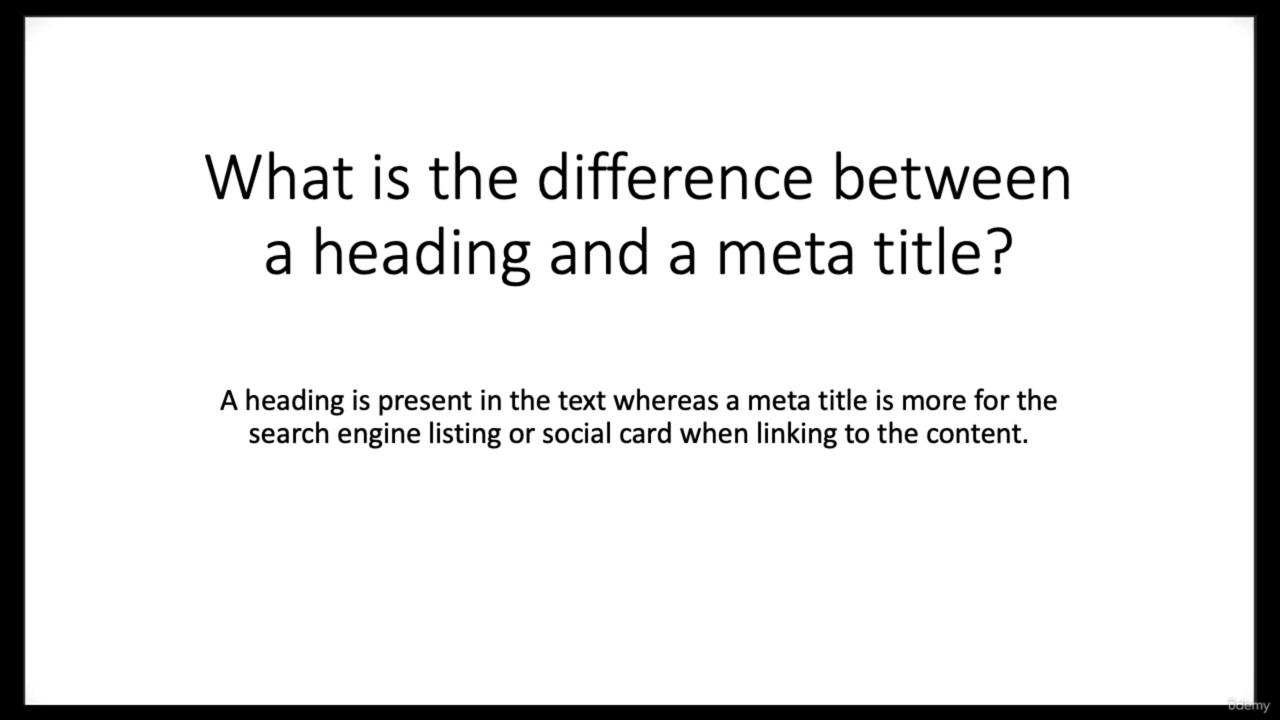 What is the difference between
a heading and a meta title?
A heading is present in the text whereas a meta title is more for the
search engine listing or social card when linking to the content.
ûdemy